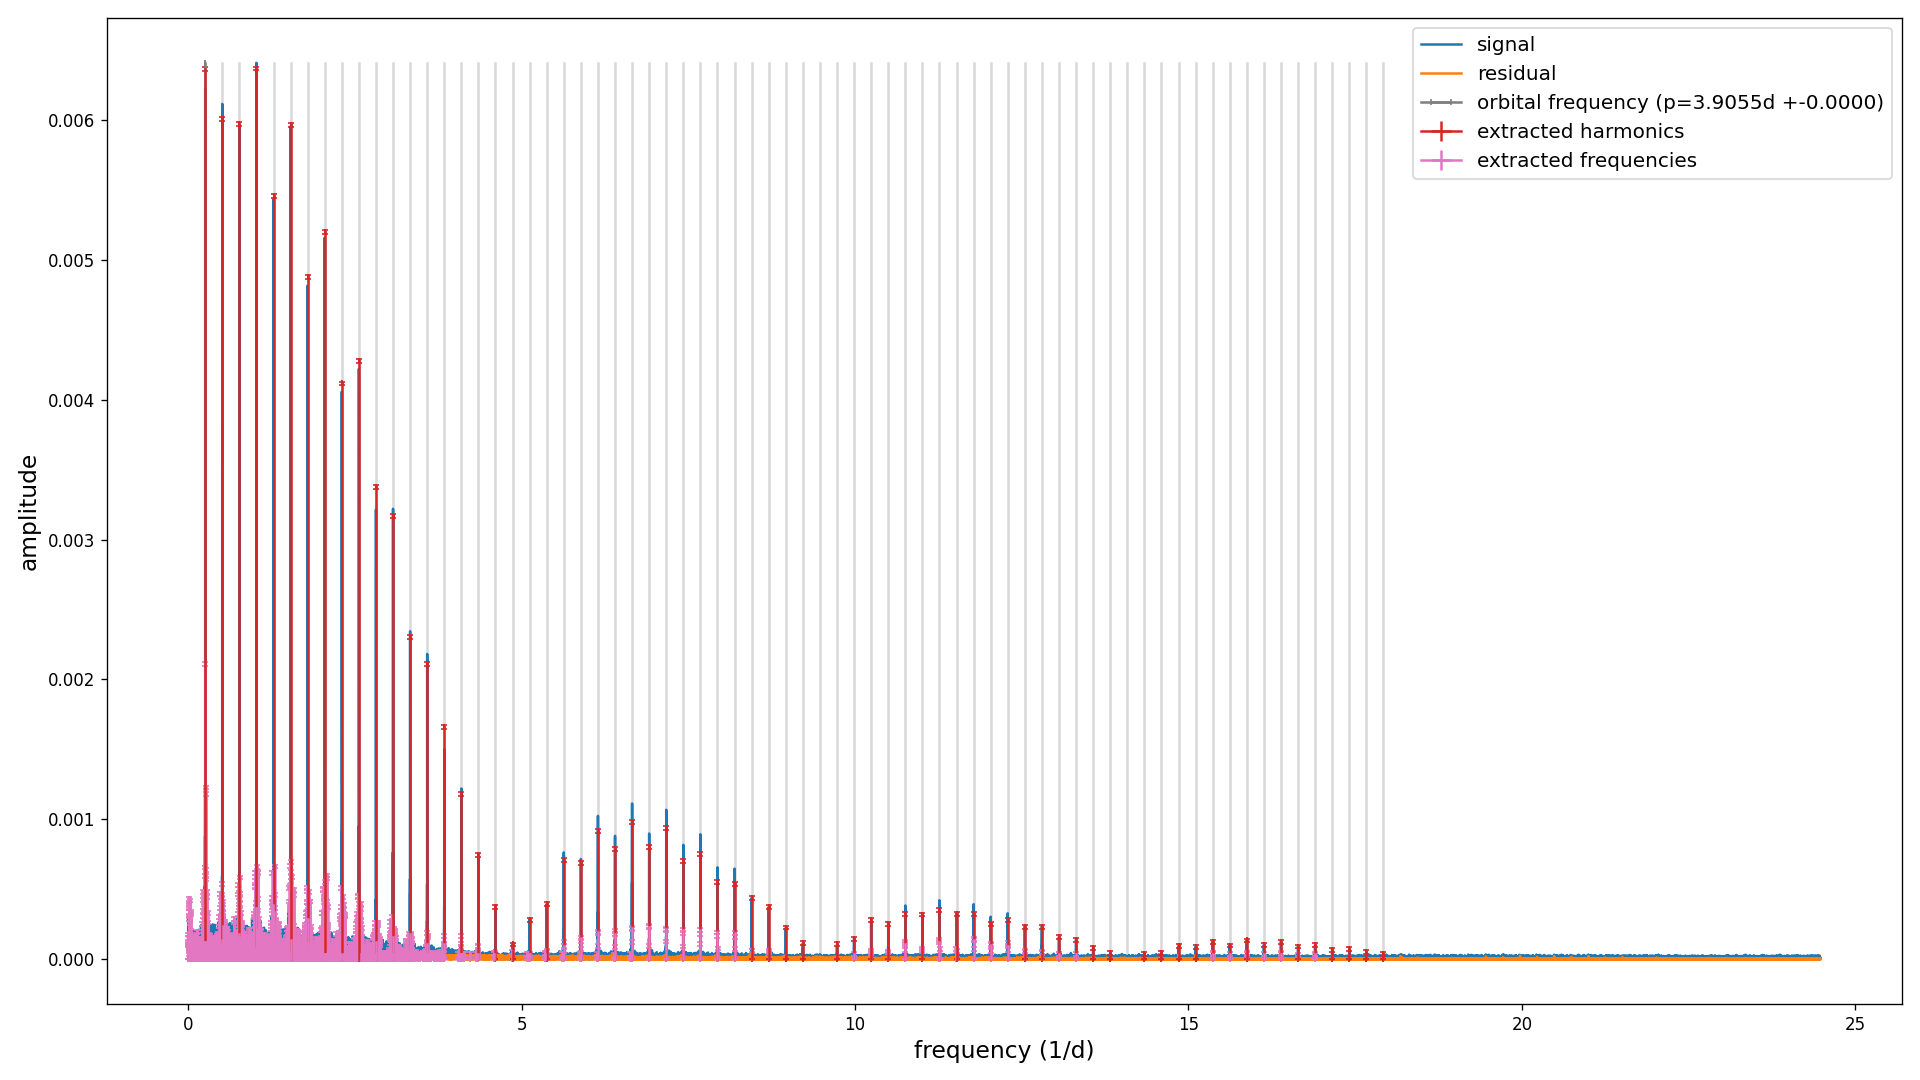 signal
residual
orbital frequency (p=3.9055d +-0.0000)
extracted harmonics
extracted frequencies
0.006
0.005
0.004
0.003
0.002
0.001
0.000
amplitude
0 5 10 15 20 25
frequency (1/d)